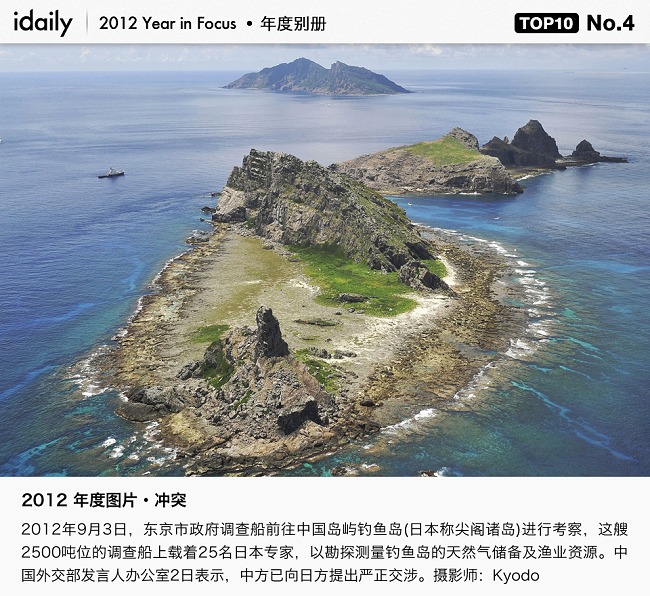 idaily 2012 Year in Focus • 年度别册 TOP10 No.4
2012 年度图片・冲突
2012年9月3日，东京市政府调查船前往中国岛屿钓鱼岛(日本称尖阁诸岛)进行考察，这艘
2500吨位的调查船上载着25名日本专家，以勘探测量钓鱼岛的天然气储备及渔业资源。中
国外交部发言人办公室2日表示，中方已向日方提出严正交涉。摄影师：Kyodo